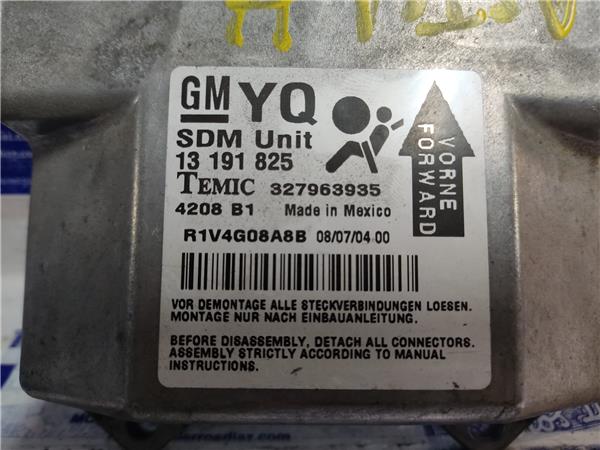 GM YQ
SDM Unit
13 191 825
TEMIC 327963935
4208 B1 Made in Mexico
R1V4G08A8B 08/07/04 00
VORNE
FORWARD
VOR DEMONTAGE ALLE STECKVERBINDUNGEN LOESEN.
MONTAGE NUR NACH EINBAUANLEITUNG.
BEFORE DISASSEMBLY, DETACH ALL CONNECTORS.
ASSEMBLY STRICTLY ACCORDING TO MANUAL
INSTRUCTIONS.